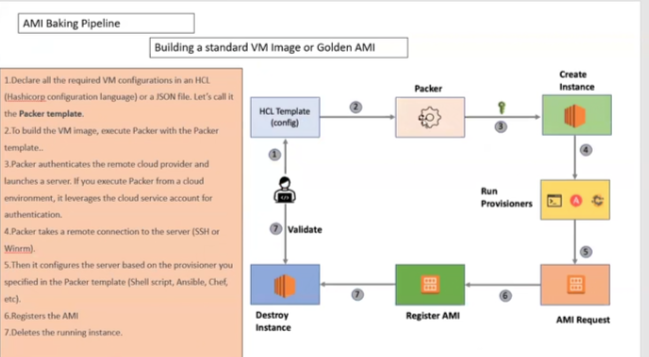 AMI Baking Pipeline
Building a standard VM Image or Golden AMI
1.Declare all the required VM configurations in an HCL
(Hashicorp configuration language) or a JSON file. Let's call it
the Packer template.
2.To build the VM image, execute Packer with the Packer
template..
3.Packer authenticates the remote cloud provider and
launches a server. If you execute Packer from a cloud
environment, it leverages the cloud service account for
authentication.
4.Packer takes a remote connection to the server (SSH or
Winrm).
5.Then it configures the server based on the provisioner you
specified in the Packer template (Shell script, Ansible, Chef,
etc).
6.Registers the AMI
7.Deletes the running instance.
HCL Template
(config)
2
Packer
3
Create
Instance
1
4
Run
Provisioners
A
7 Validate
5
Destroy
Instance
7
Register AMI
6
AMI Request